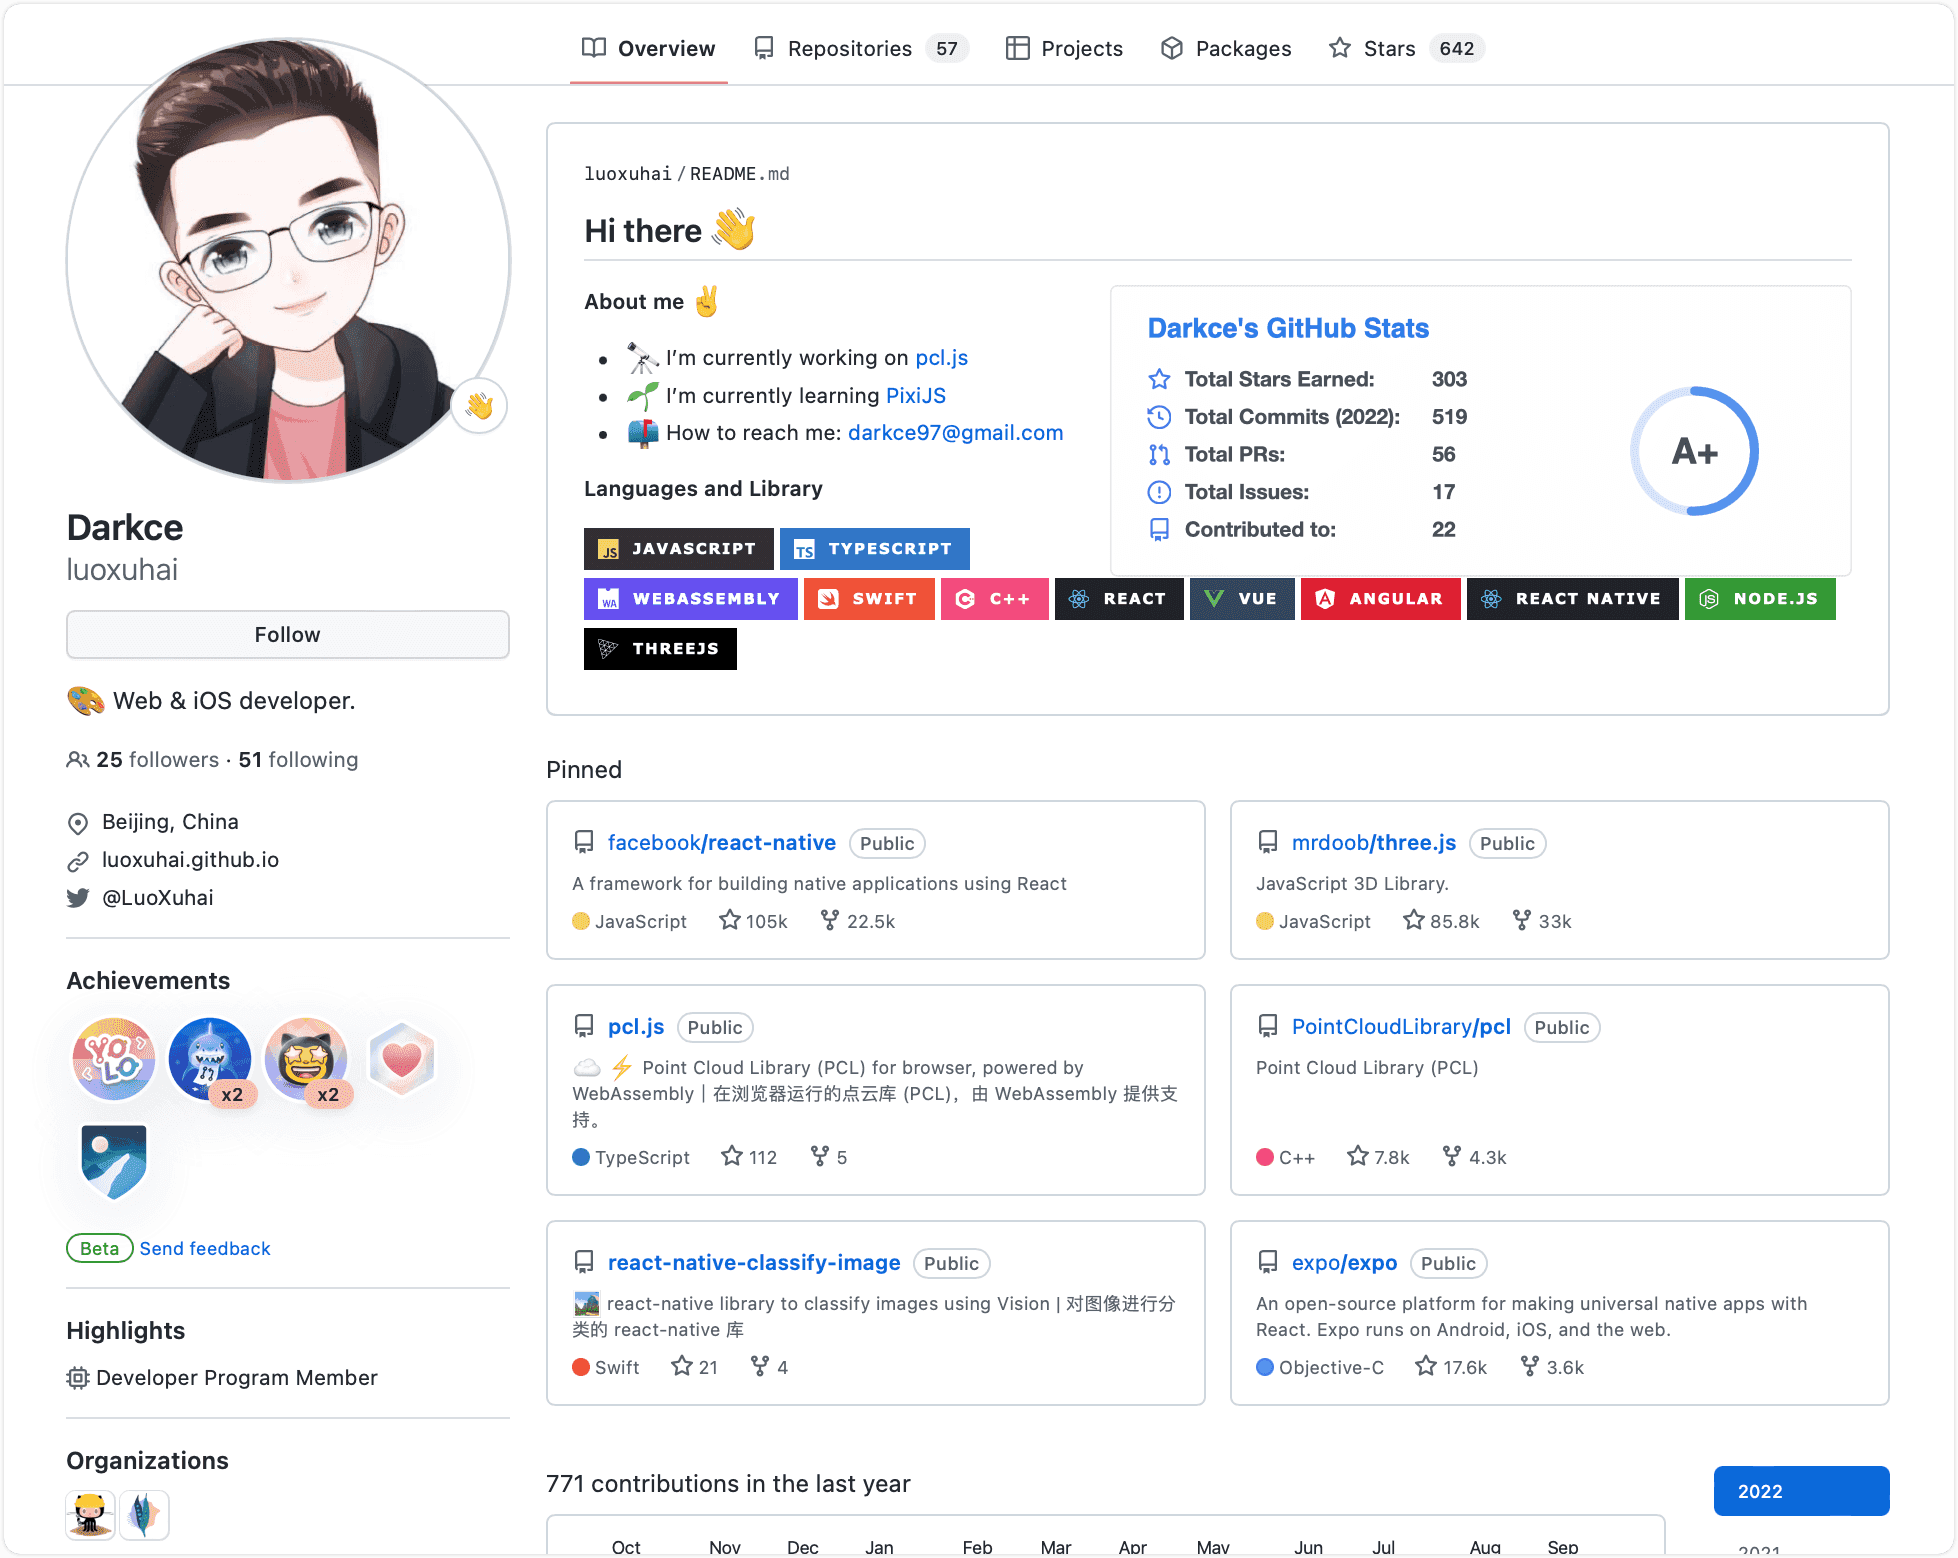 Overview Repositories 57 Projects Packages Stars 642
luoxuhai / README.md
Hi there 👋
About me ✌️
I’m currently working on pcl.js
I’m currently learning PixiJS
How to reach me: darkce97@gmail.com
Languages and Library
JAVASCRIPT TYPESCRIPT
WEBASSEMBLY SWIFT C++ REACT VUE ANGULAR REACT NATIVE NODE.JS
THREEJS
Darkce's GitHub Stats
Total Stars Earned: 303
Total Commits (2022): 519
Total PRs: 56
Total Issues: 17
Contributed to: 22
A+
Darkce
luoxuhai
Follow
🎨 Web & iOS developer.
25 followers · 51 following
Beijing, China
luoxuhai.github.io
@LuoXuhai
Achievements
YOLO
x2
x2
Beta Send feedback
Highlights
Developer Program Member
Organizations
Pinned
facebook/react-native Public
A framework for building native applications using React
JavaScript 105k 22.5k
mrdoob/three.js Public
JavaScript 3D Library.
JavaScript 85.8k 33k
pcl.js Public
☁️ ⚡ Point Cloud Library (PCL) for browser, powered by
WebAssembly | 在浏览器运行的点云库 (PCL)，由 WebAssembly 提供支
持。
TypeScript 112 5
PointCloudLibrary/pcl Public
Point Cloud Library (PCL)
C++ 7.8k 4.3k
react-native-classify-image Public
react-native library to classify images using Vision | 对图像进行分
类的 react-native 库
Swift 21 4
expo/expo Public
An open-source platform for making universal native apps with
React. Expo runs on Android, iOS, and the web.
Objective-C 17.6k 3.6k
771 contributions in the last year
2022
2021
Oct Nov Dec Jan Feb Mar Apr May Jun Jul Aug Sep